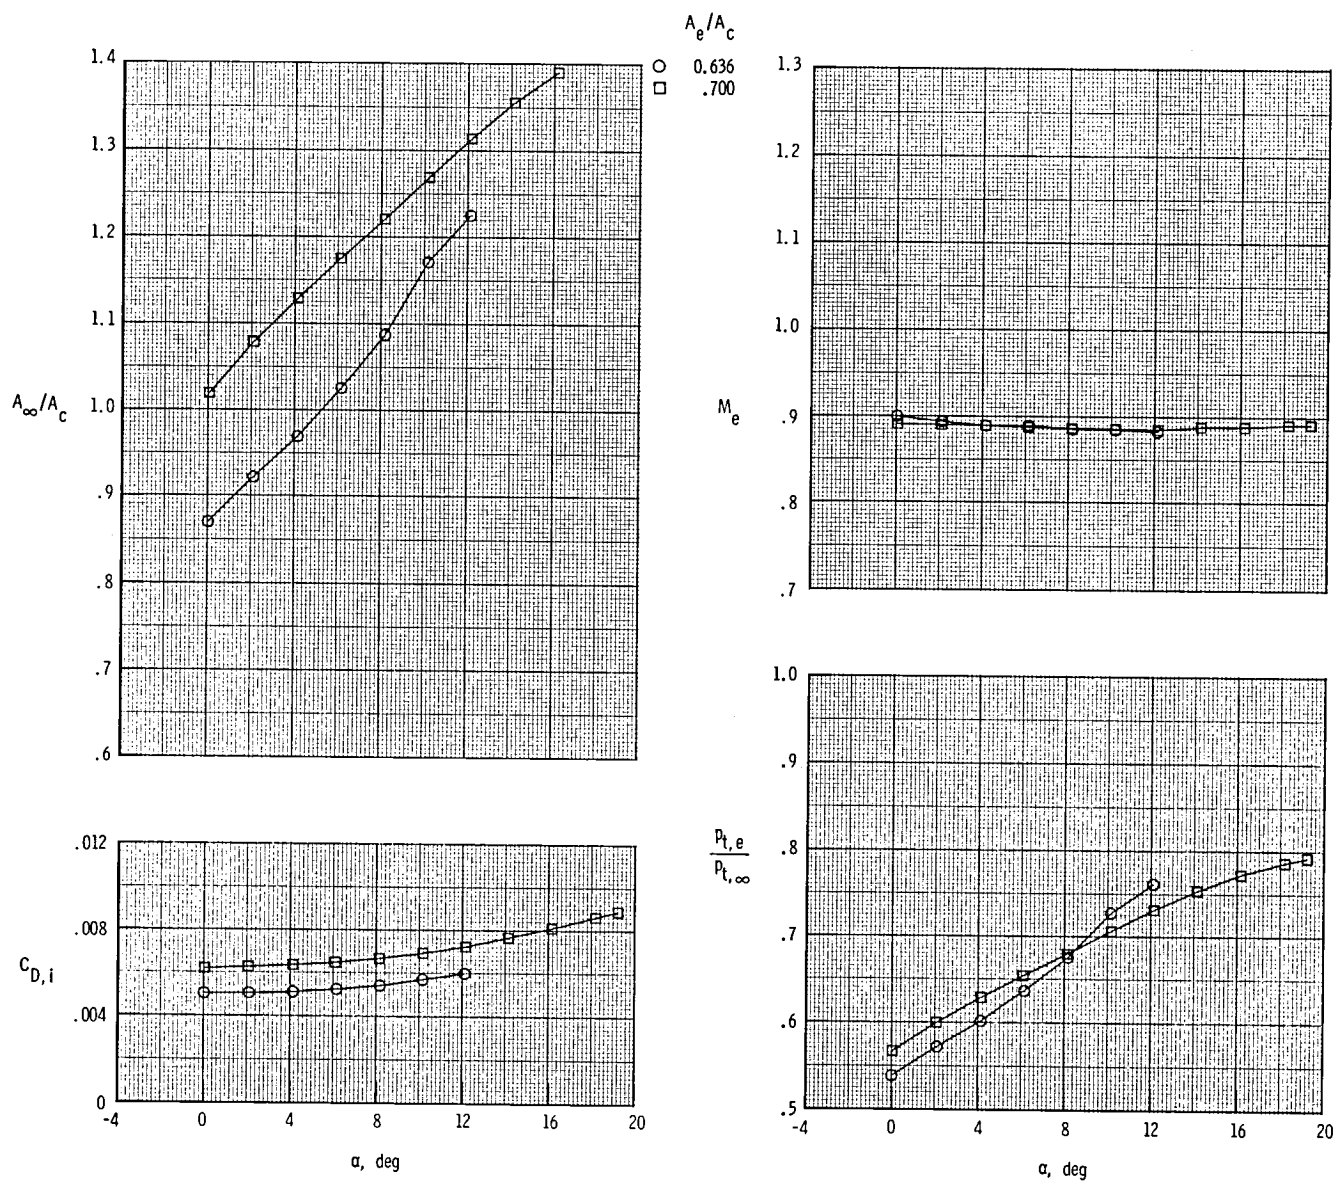 A_e/A_c
○ 0.636
□ .700
1.4
1.3
1.2
1.1
A_∞/A_c
1.0
.9
.8
.7
.6
1.3
1.2
1.1
1.0
M_e
.9
.8
.7
.012
.008
C_D,i
.004
0
-4 0 4 8 12 16 20
α, deg
1.0
.9
p_t,e
p_t,∞
.8
.7
.6
.5
-4 0 4 8 12 16 20
α, deg